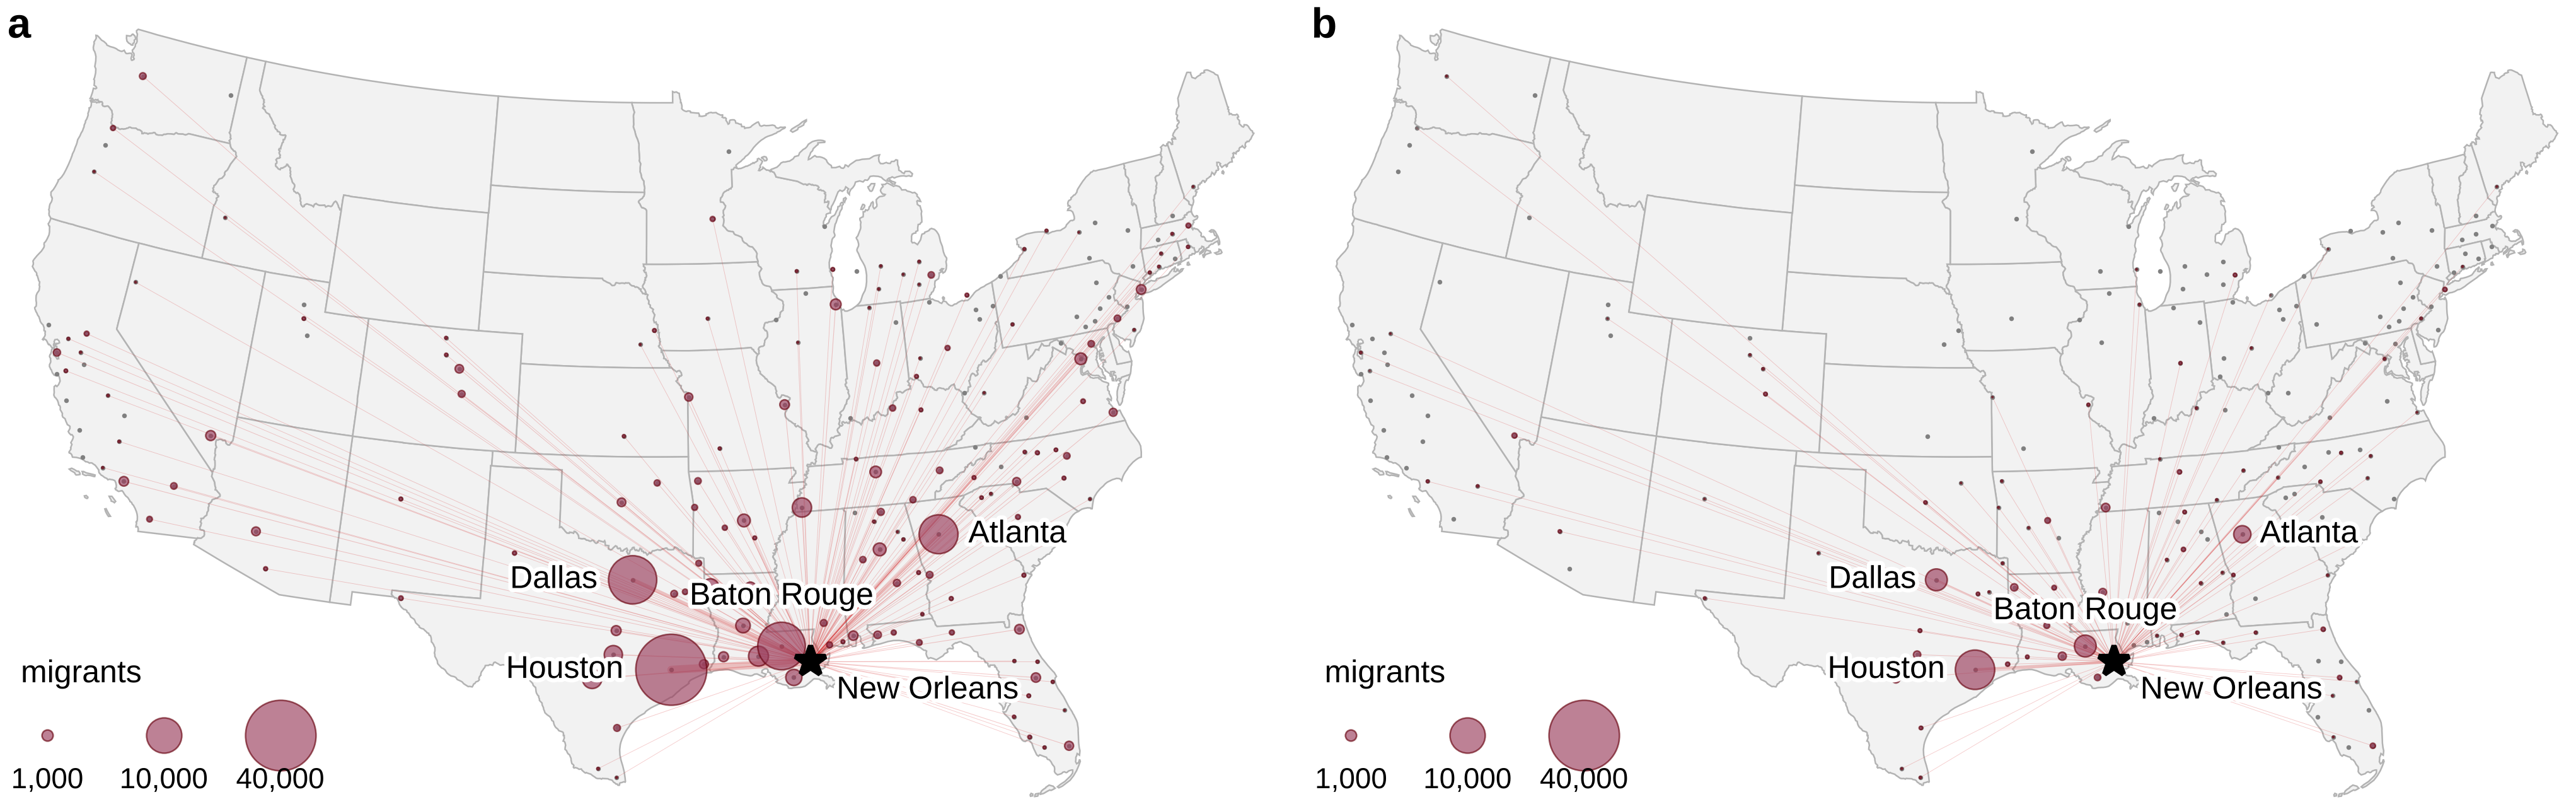 a
Atlanta
Dallas
Baton Rouge
Houston
New Orleans
migrants
1,000
10,000
40,000
b
Atlanta
Dallas
Baton Rouge
Houston
New Orleans
migrants
1,000
10,000
40,000